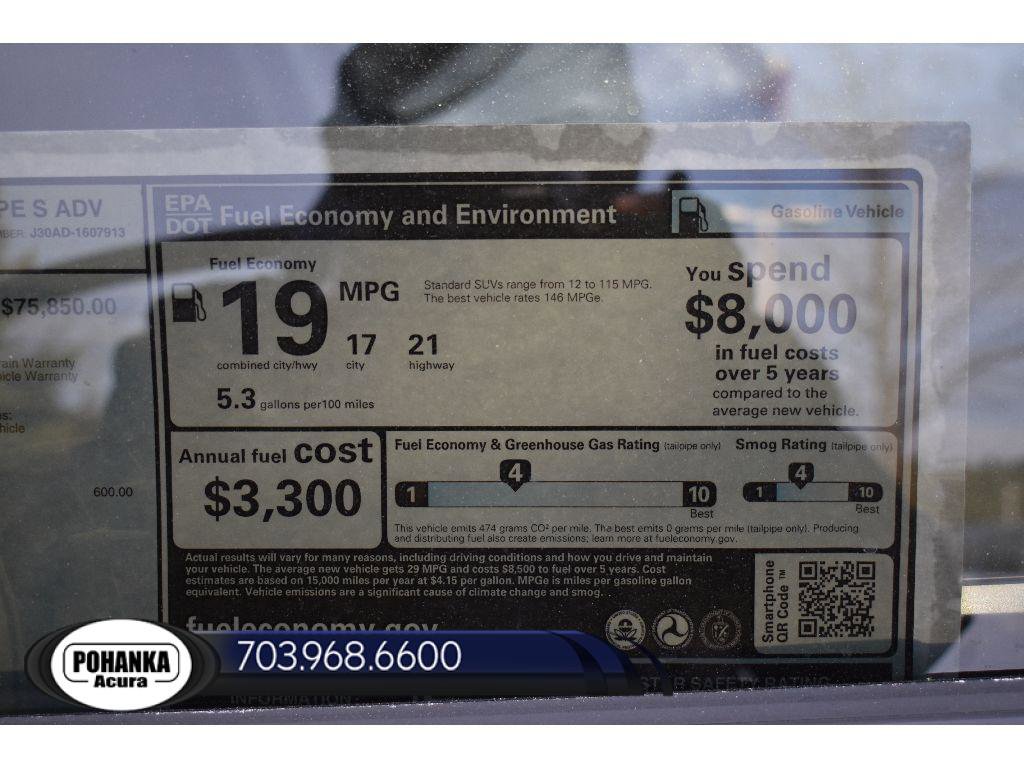 PE S ADV
BER: J30AD-1607913
$75,850.00
ain Warranty
icle Warranty
s:
hicle
600.00
EPA
DOT Fuel Economy and Environment
Gasoline Vehicle
Fuel Economy
19 MPG
combined city/hwy
17
city
21
highway
5.3 gallons per 100 miles
Standard SUVs range from 12 to 115 MPG.
The best vehicle rates 146 MPGe.
You spend
$8,000
in fuel costs
over 5 years
compared to the
average new vehicle.
Annual fuel cost
$3,300
Fuel Economy & Greenhouse Gas Rating (tailpipe only)
4
1 10
Best
Smog Rating (tailpipe only)
4
1 10
Best
This vehicle emits 474 grams CO² per mile. The best emits 0 grams per mile (tailpipe only). Producing
and distributing fuel also create emissions; learn more at fueleconomy.gov.
Actual results will vary for many reasons, including driving conditions and how you drive and maintain
your vehicle. The average new vehicle gets 29 MPG and costs $8,500 to fuel over 5 years. Cost
estimates are based on 15,000 miles per year at $4.15 per gallon. MPGe is miles per gasoline gallon
equivalent. Vehicle emissions are a significant cause of climate change and smog.
fueleconomy.gov
Smartphone
QR Code™
POHANKA
Acura
703.968.6600
SAFETY RATING
INFORMATION